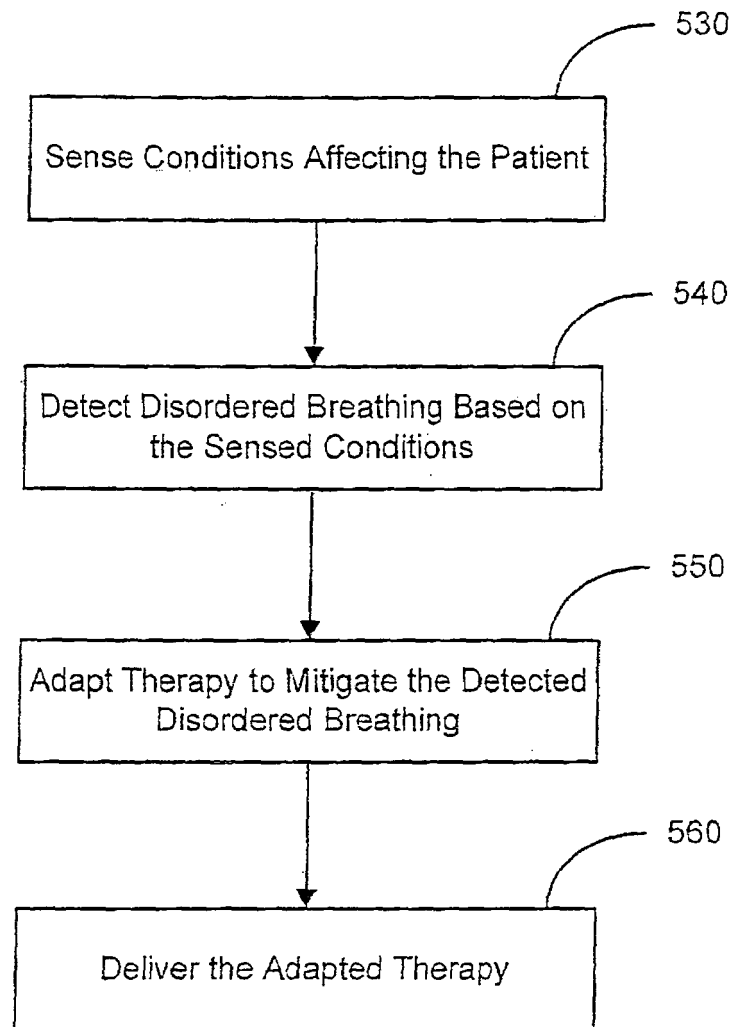 530
Sense Conditions Affecting the Patient
540
Detect Disordered Breathing Based on
the Sensed Conditions
550
Adapt Therapy to Mitigate the Detected
Disordered Breathing
560
Deliver the Adapted Therapy